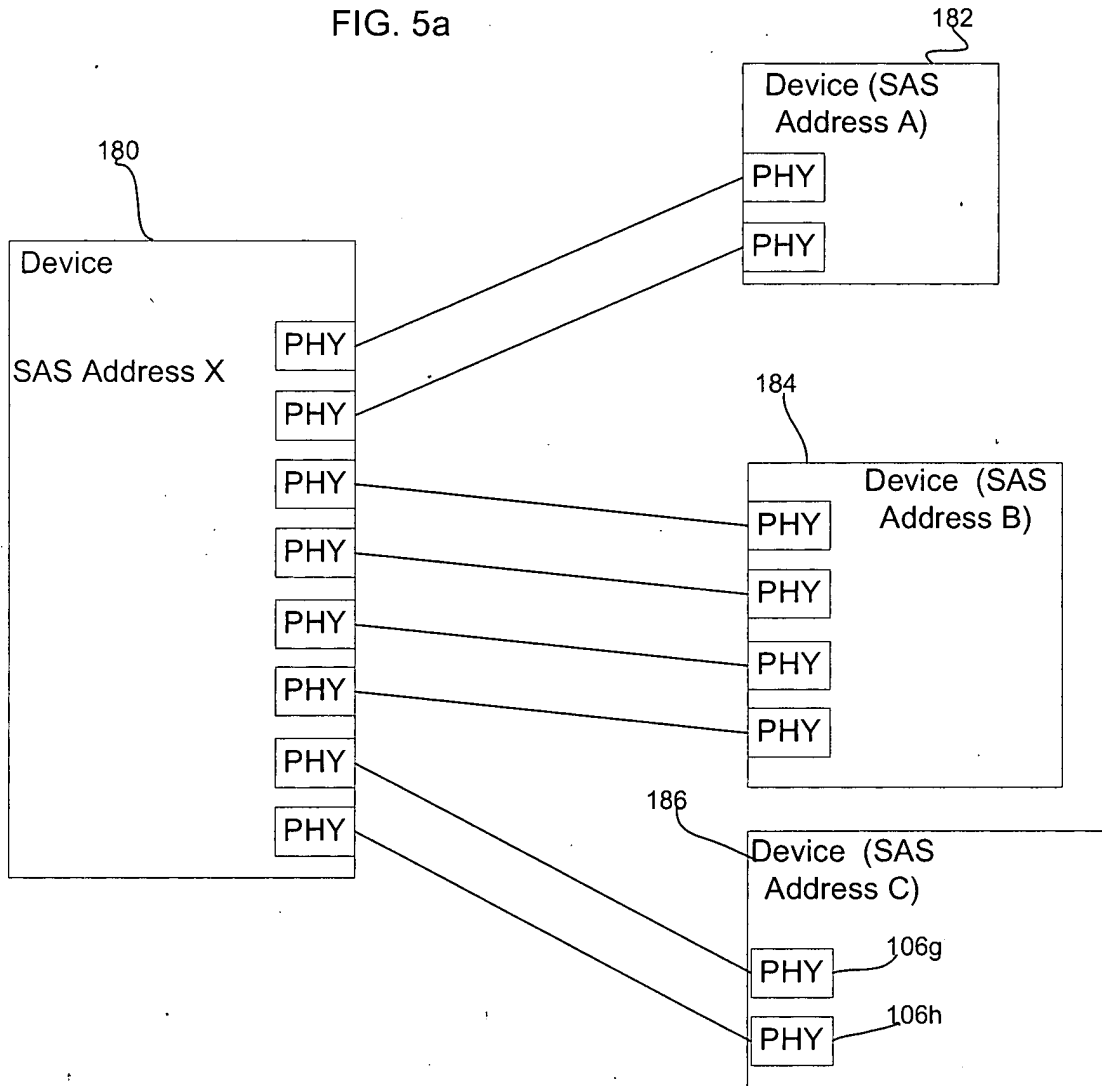 FIG. 5a
182
Device (SAS
Address A)
PHY
PHY
180
Device
SAS Address X
PHY
PHY
PHY
PHY
PHY
PHY
PHY
PHY
184
Device (SAS
Address B)
PHY
PHY
PHY
PHY
186
Device (SAS
Address C)
PHY
106g
PHY
106h